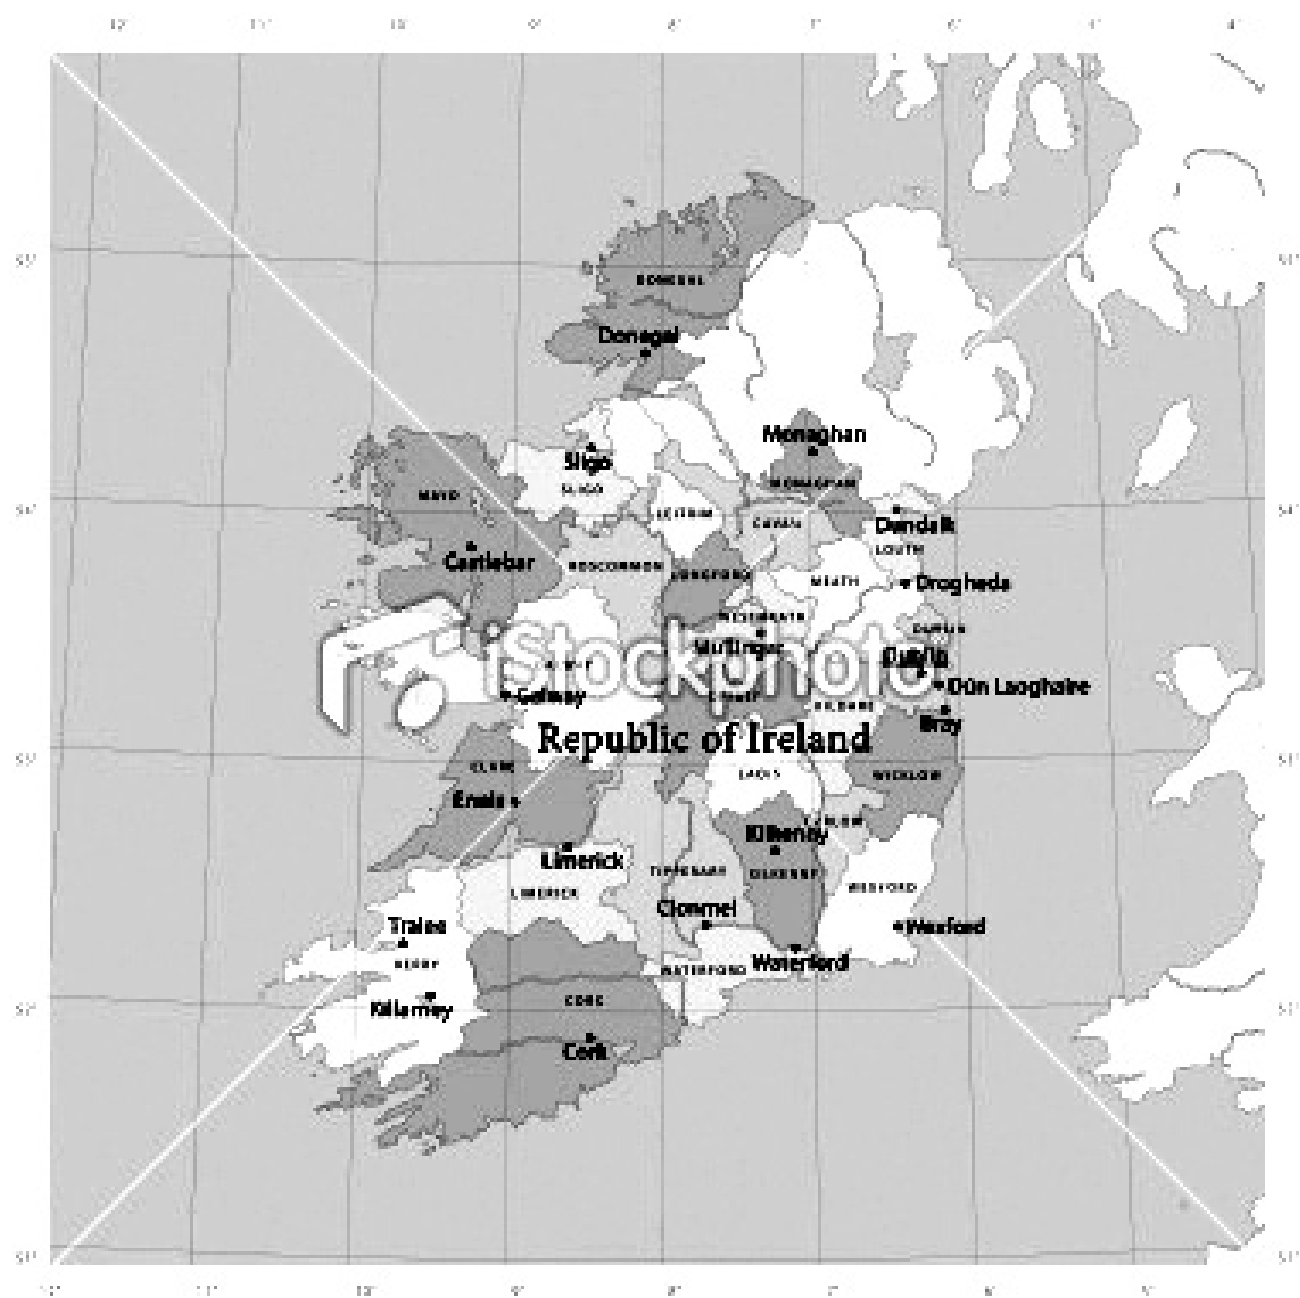 DONEGAL
Donegal
Monaghan
Sligo
MONAGHAN
MAYO
SLIGO
LEITRIM
CAVAN
Dundalk
LOUTH
Castlebar
ROSCOMMON
LONGFORD
MEATH
Drogheda
WESTMEATH
DUBLIN
Mullingar
iStockphoto
Dublin
Dún Laoghaire
Galway
KILDARE
Bray
Republic of Ireland
CLARE
LAOIS
WICKLOW
Ennis
CARLOW
Kilkenny
Limerick
TIPPERARY
KILKENNY
LIMERICK
WEXFORD
Clonmel
Tralee
Wexford
KERRY
WATERFORD
Waterford
Killarney
CORK
Cork